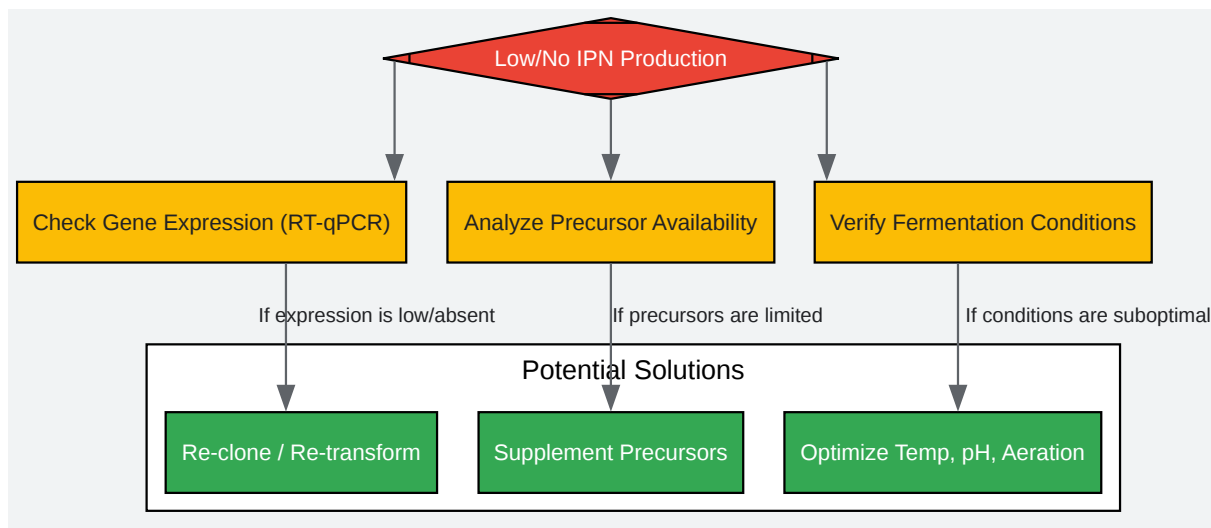 Low/No IPN Production
Check Gene Expression (RT-qPCR)
Analyze Precursor Availability
Verify Fermentation Conditions
If expression is low/absent
If precursors are limited
If conditions are suboptimal
Potential Solutions
Re-clone / Re-transform
Supplement Precursors
Optimize Temp, pH, Aeration